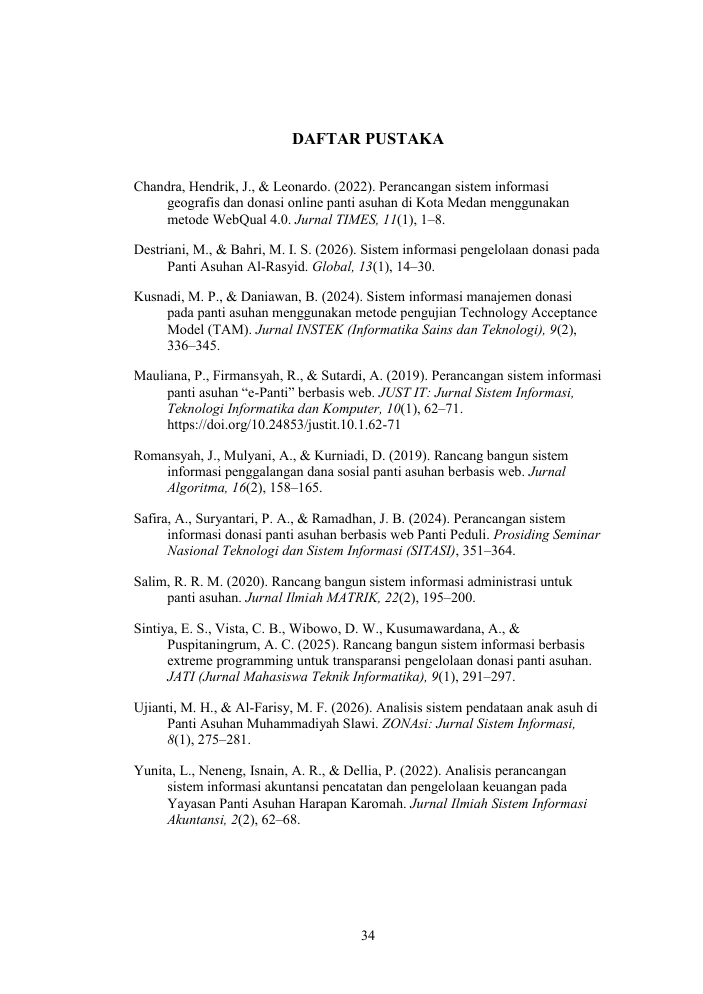 DAFTAR PUSTAKA
Chandra, Hendrik, J., & Leonardo. (2022). Perancangan sistem informasi
geografis dan donasi online panti asuhan di Kota Medan menggunakan
metode WebQual 4.0. Jurnal TIMES, 11(1), 1–8.
Destriani, M., & Bahri, M. I. S. (2026). Sistem informasi pengelolaan donasi pada
Panti Asuhan Al-Rasyid. Global, 13(1), 14–30.
Kusnadi, M. P., & Daniawan, B. (2024). Sistem informasi manajemen donasi
pada panti asuhan menggunakan metode pengujian Technology Acceptance
Model (TAM). Jurnal INSTEK (Informatika Sains dan Teknologi), 9(2),
336–345.
Mauliana, P., Firmansyah, R., & Sutardi, A. (2019). Perancangan sistem informasi
panti asuhan “e-Panti” berbasis web. JUST IT: Jurnal Sistem Informasi,
Teknologi Informatika dan Komputer, 10(1), 62–71.
https://doi.org/10.24853/justit.10.1.62-71
Romansyah, J., Mulyani, A., & Kurniadi, D. (2019). Rancang bangun sistem
informasi penggalangan dana sosial panti asuhan berbasis web. Jurnal
Algoritma, 16(2), 158–165.
Safira, A., Suryantari, P. A., & Ramadhan, J. B. (2024). Perancangan sistem
informasi donasi panti asuhan berbasis web Panti Peduli. Prosiding Seminar
Nasional Teknologi dan Sistem Informasi (SITASI), 351–364.
Salim, R. R. M. (2020). Rancang bangun sistem informasi administrasi untuk
panti asuhan. Jurnal Ilmiah MATRIK, 22(2), 195–200.
Sintiya, E. S., Vista, C. B., Wibowo, D. W., Kusumawardana, A., &
Puspitaningrum, A. C. (2025). Rancang bangun sistem informasi berbasis
extreme programming untuk transparansi pengelolaan donasi panti asuhan.
JATI (Jurnal Mahasiswa Teknik Informatika), 9(1), 291–297.
Ujianti, M. H., & Al-Farisy, M. F. (2026). Analisis sistem pendataan anak asuh di
Panti Asuhan Muhammadiyah Slawi. ZONAsi: Jurnal Sistem Informasi,
8(1), 275–281.
Yunita, L., Neneng, Isnain, A. R., & Dellia, P. (2022). Analisis perancangan
sistem informasi akuntansi pencatatan dan pengelolaan keuangan pada
Yayasan Panti Asuhan Harapan Karomah. Jurnal Ilmiah Sistem Informasi
Akuntansi, 2(2), 62–68.
34